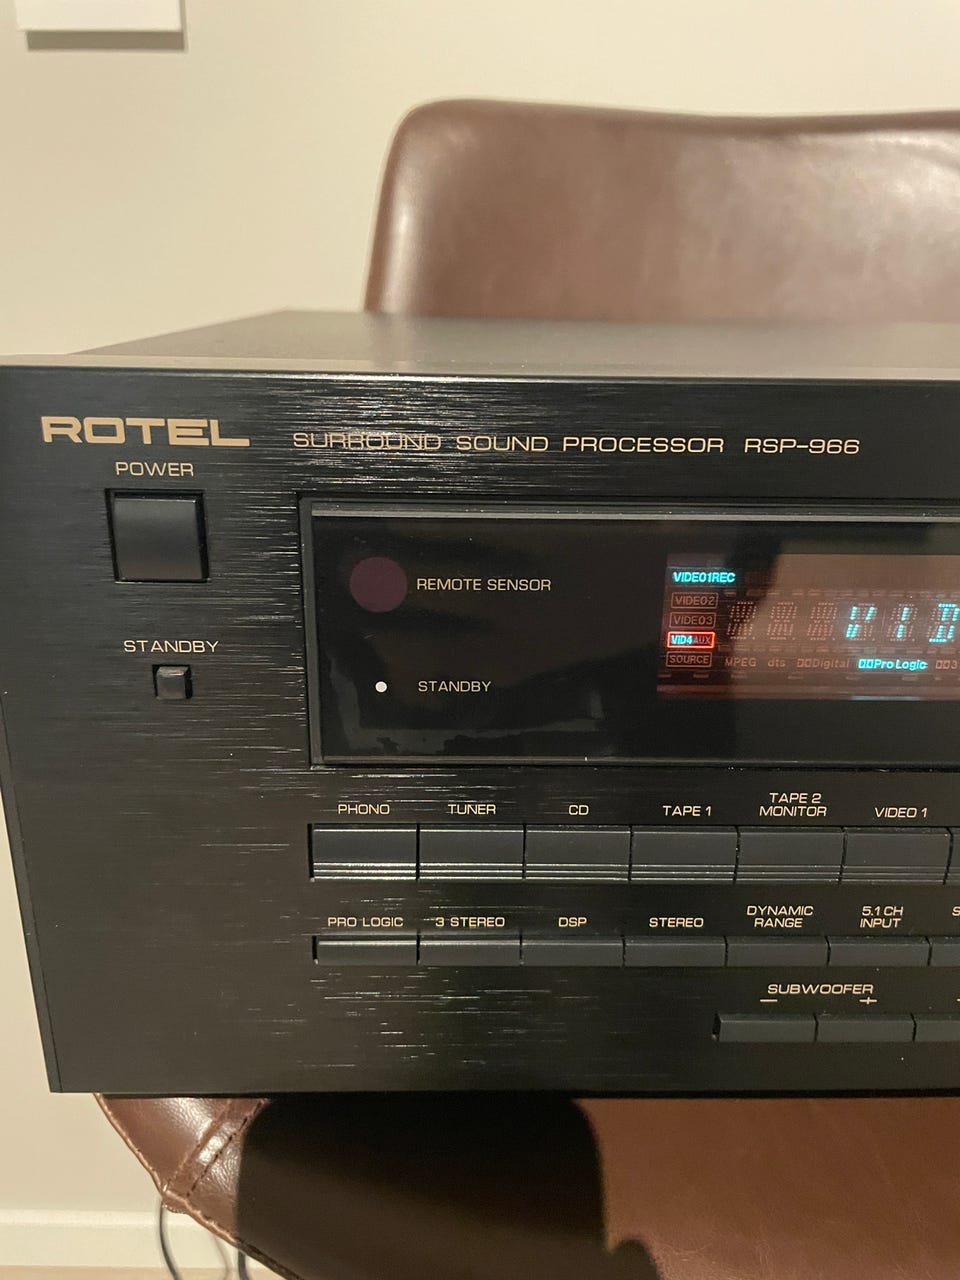 ROTEL
SURROUND SOUND PROCESSOR RSP-966
POWER
REMOTE SENSOR
VIDEO1REC
VIDEO2
VIDEO3
VID4AUX
SOURCE
VID
MPEG dts Digital Pro Logic 3
STANDBY
STANDBY
PHONO TUNER CD TAPE 1 TAPE 2 MONITOR VIDEO 1
PRO LOGIC 3 STEREO DSP STEREO DYNAMIC RANGE 5.1 CH INPUT S
SUBWOOFER
− +